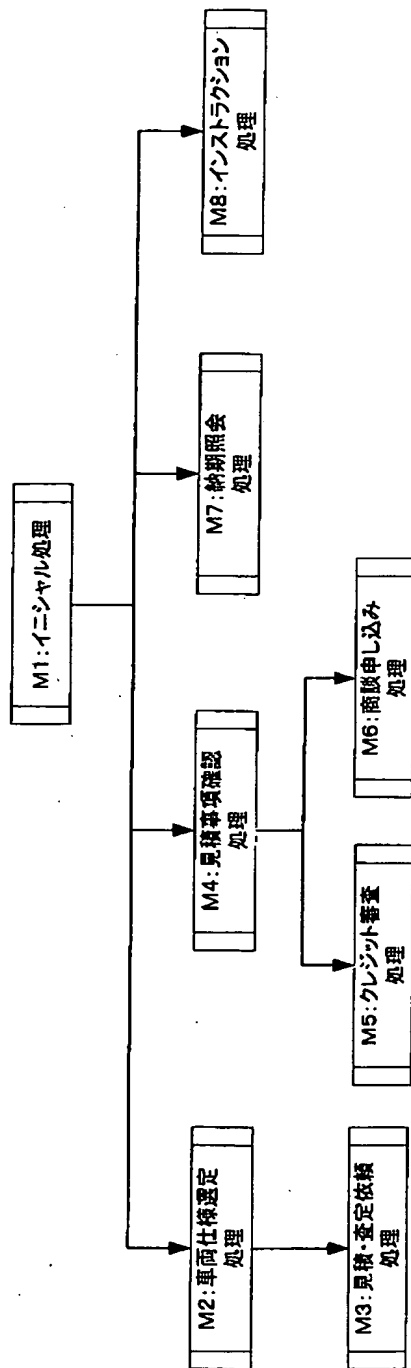 M1:イニシャル処理
M2:車両仕様選定
処理
M4:見積事項確認
処理
M7:納期照会
処理
M8:インストラクション
処理
M3:見積・査定依頼
処理
M5:クレジット審査
処理
M6:商談申し込み
処理